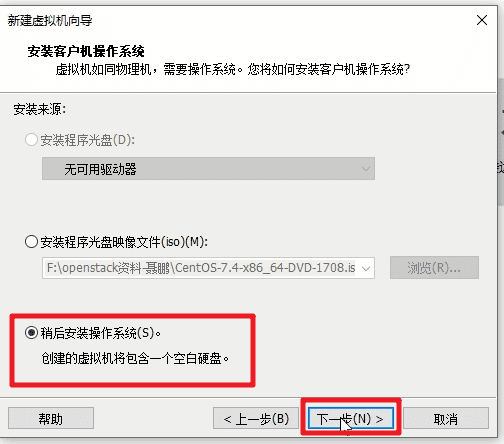 新建虚拟机向导
安装客户机操作系统
虚拟机如同物理机，需要操作系统。您将如何安装客户机操作系统?
安装来源:
安装程序光盘(D):
无可用驱动器
安装程序光盘映像文件(iso)(M):
F:\openstack资料-聂鹏\CentOS-7.4-x86_64-DVD-1708.is
浏览(R)...
稍后安装操作系统(S)。
创建的虚拟机将包含一个空白硬盘。
帮助
< 上一步(B)
下一步(N) >
取消